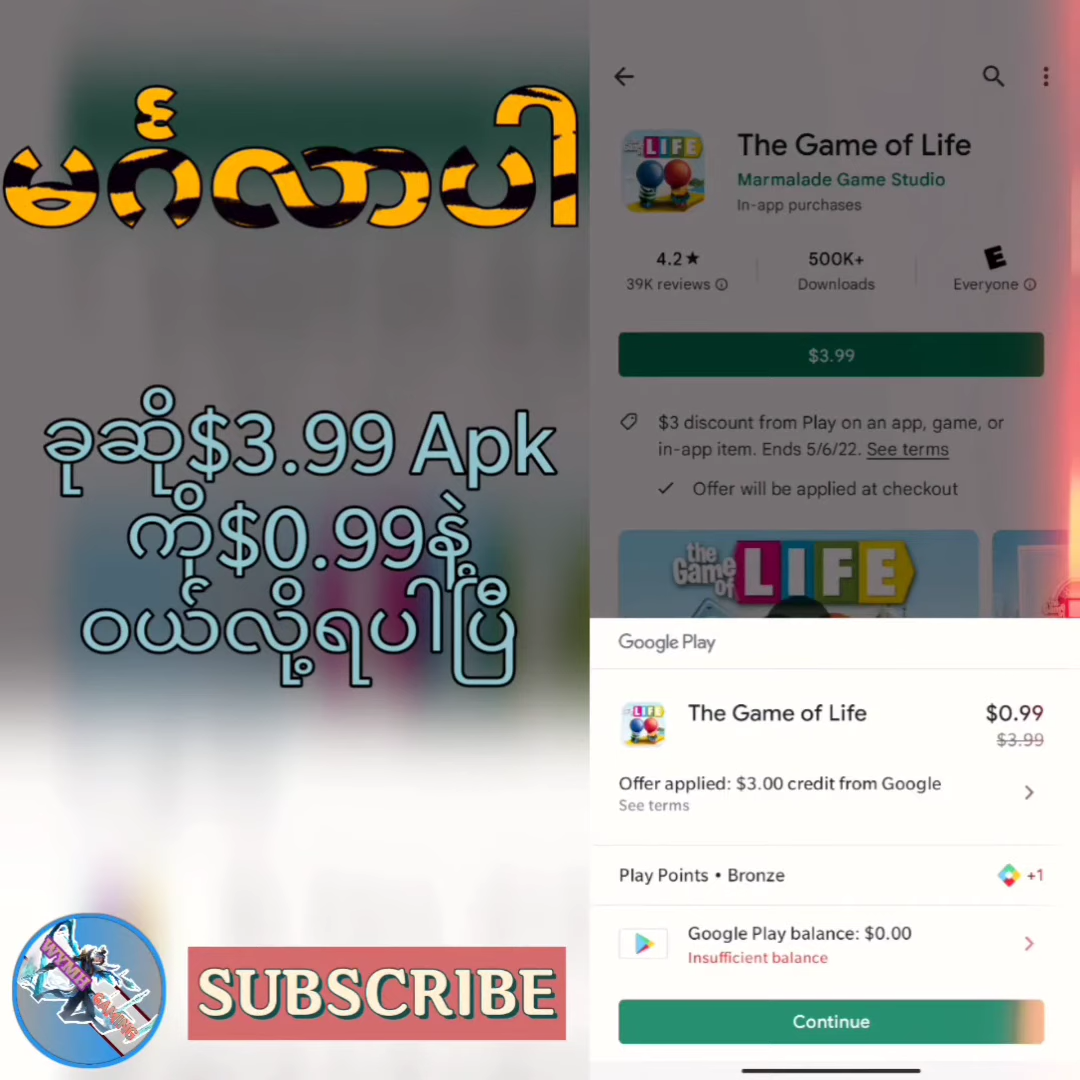 မင်္ဂလာပါ
ခုဆို$3.99 Apk
ကို$0.99နဲ့
ဝယ်လို့ရပါပြီ
WYMH
GAMING
SUBSCRIBE
LIFE
The Game of Life
Marmalade Game Studio
In-app purchases
4.2★
39K reviews
500K+
Downloads
E
Everyone
$3.99
$3 discount from Play on an app, game, or
in-app item. Ends 5/6/22. See terms
Offer will be applied at checkout
the Game of LIFE
Google Play
LIFE
The Game of Life
$0.99
$3.99
Offer applied: $3.00 credit from Google
See terms
Play Points • Bronze
+1
Google Play balance: $0.00
Insufficient balance
Continue